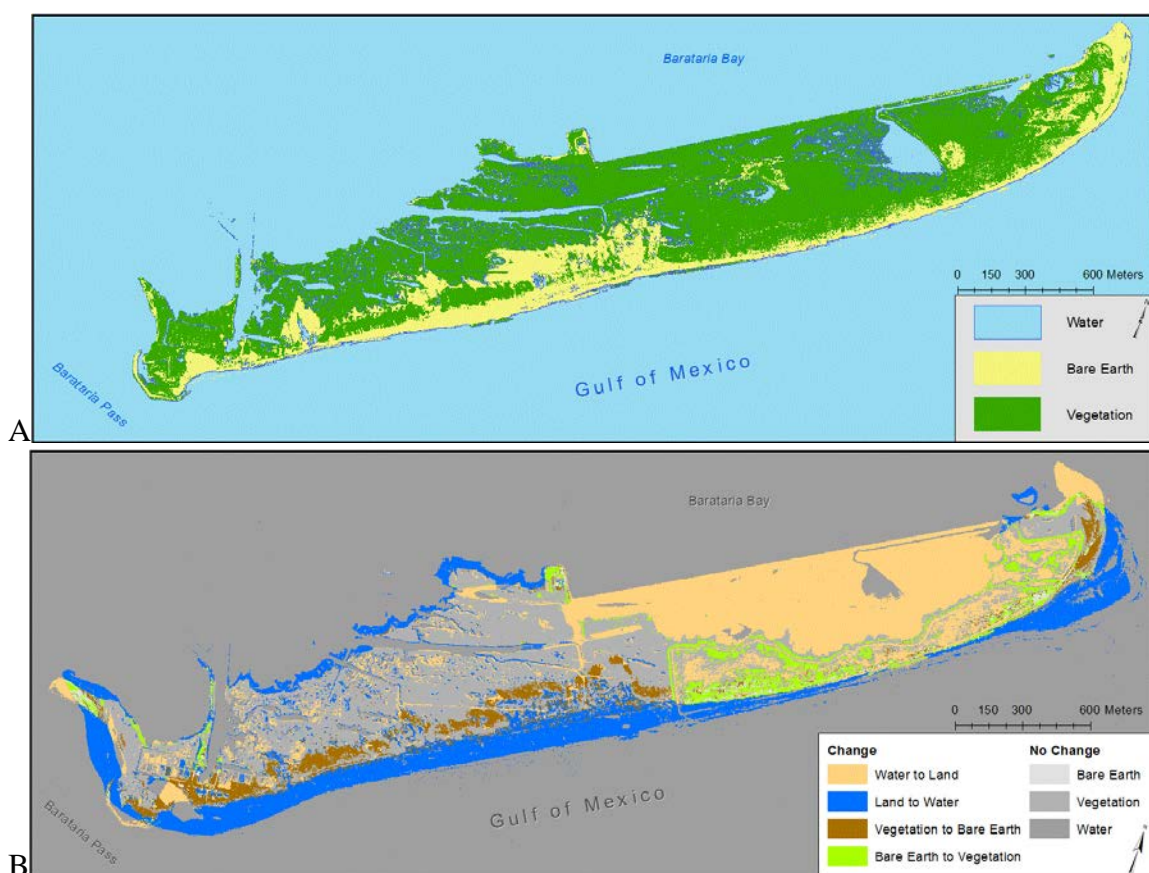 Barataria Bay
0 150 300 600 Meters
Water
Bare Earth
Vegetation
Gulf of Mexico
Barataria Pass
A
Barataria Bay
0 150 300 600 Meters
Gulf of Mexico
Barataria Pass
Change No Change
Water to Land Bare Earth
Land to Water Vegetation
Vegetation to Bare Earth Water
Bare Earth to Vegetation
B